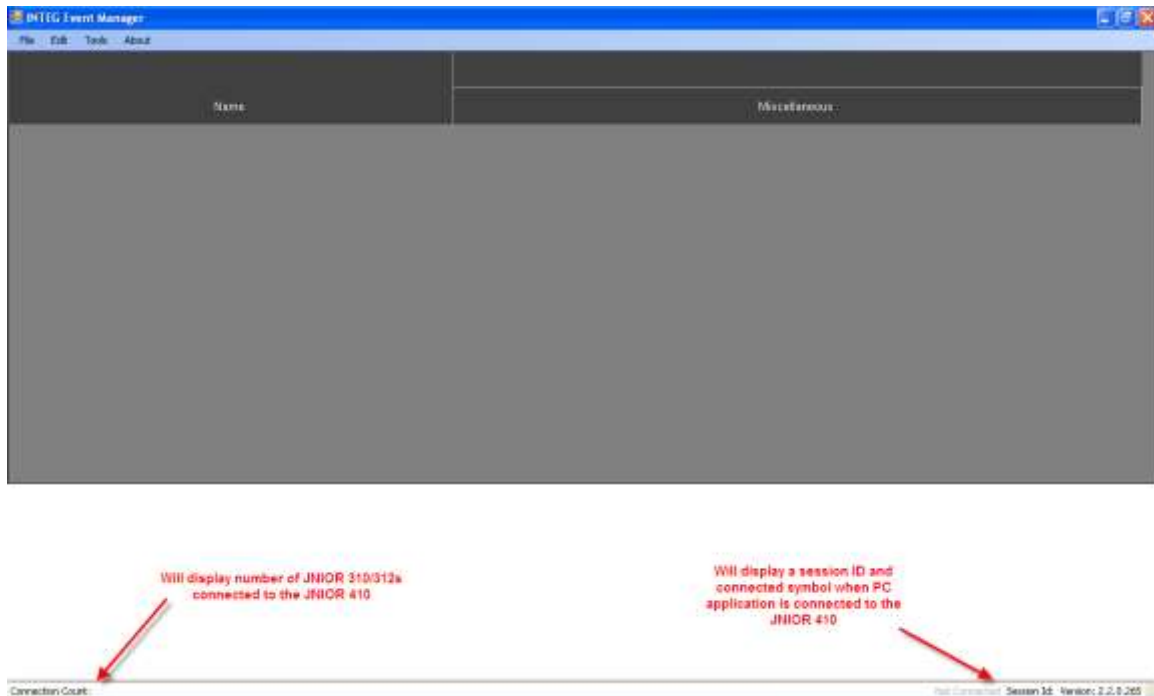 INTEG Event Manager
File Edit Tools About
Name
Miscellaneous
Will display number of JNIOR 310/312s
connected to the JNIOR 410
Will display a session ID and
connected symbol when PC
application is connected to the
JNIOR 410
Connection Count:
Not Connected Session Id: Version: 2.2.0.265